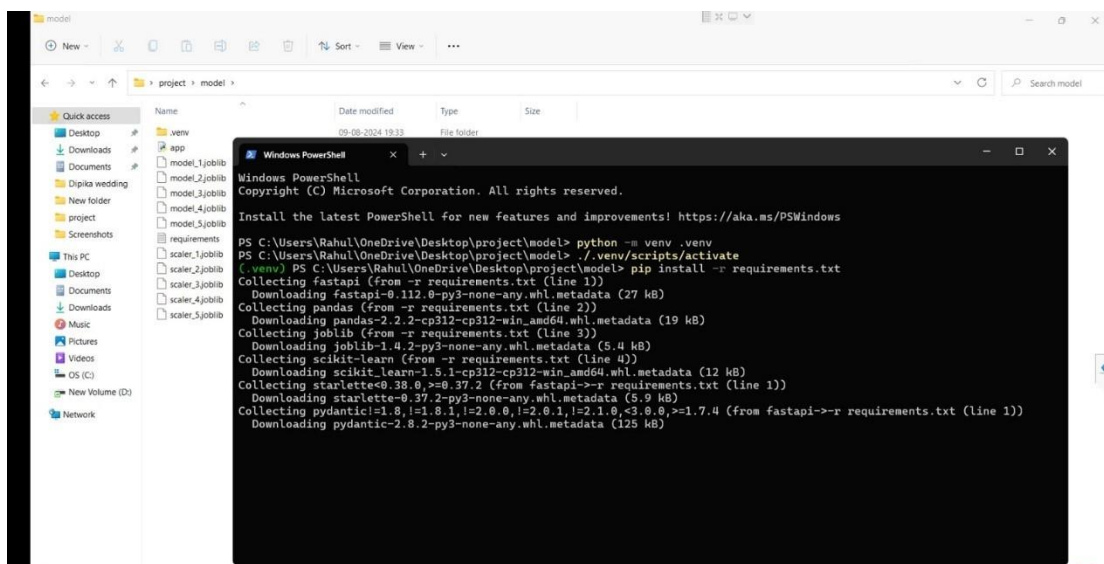 model
New
Sort
View
project > model >
Search model
Quick access
Desktop
Downloads
Documents
Dipika wedding
New folder
project
Screenshots
This PC
Desktop
Documents
Downloads
Music
Pictures
Videos
OS (C:)
New Volume (D:)
Network
Name Date modified Type Size
.venv 09-08-2024 19:33 File folder
app
model_1.joblib
model_2.joblib
model_3.joblib
model_4.joblib
model_5.joblib
requirements
scaler_1.joblib
scaler_2.joblib
scaler_3.joblib
scaler_4.joblib
scaler_5.joblib
Windows PowerShell
Windows PowerShell
Copyright (C) Microsoft Corporation. All rights reserved.
Install the latest PowerShell for new features and improvements! https://aka.ms/PSWindows
PS C:\Users\Rahul\OneDrive\Desktop\project\model> python -m venv .venv
PS C:\Users\Rahul\OneDrive\Desktop\project\model> ./.venv/scripts/activate
(.venv) PS C:\Users\Rahul\OneDrive\Desktop\project\model> pip install -r requirements.txt
Collecting fastapi (from -r requirements.txt (line 1))
Downloading fastapi-0.112.0-py3-none-any.whl.metadata (27 kB)
Collecting pandas (from -r requirements.txt (line 2))
Downloading pandas-2.2.2-cp312-cp312-win_amd64.whl.metadata (19 kB)
Collecting joblib (from -r requirements.txt (line 3))
Downloading joblib-1.4.2-py3-none-any.whl.metadata (5.4 kB)
Collecting scikit-learn (from -r requirements.txt (line 4))
Downloading scikit_learn-1.5.1-cp312-cp312-win_amd64.whl.metadata (12 kB)
Collecting starlette<0.38.0,>=0.37.2 (from fastapi->-r requirements.txt (line 1))
Downloading starlette-0.37.2-py3-none-any.whl.metadata (5.9 kB)
Collecting pydantic!=1.8,!=1.8.1,!=2.0.0,!=2.0.1,!=2.1.0,<3.0.0,>=1.7.4 (from fastapi->-r requirements.txt (line 1))
Downloading pydantic-2.8.2-py3-none-any.whl.metadata (125 kB)